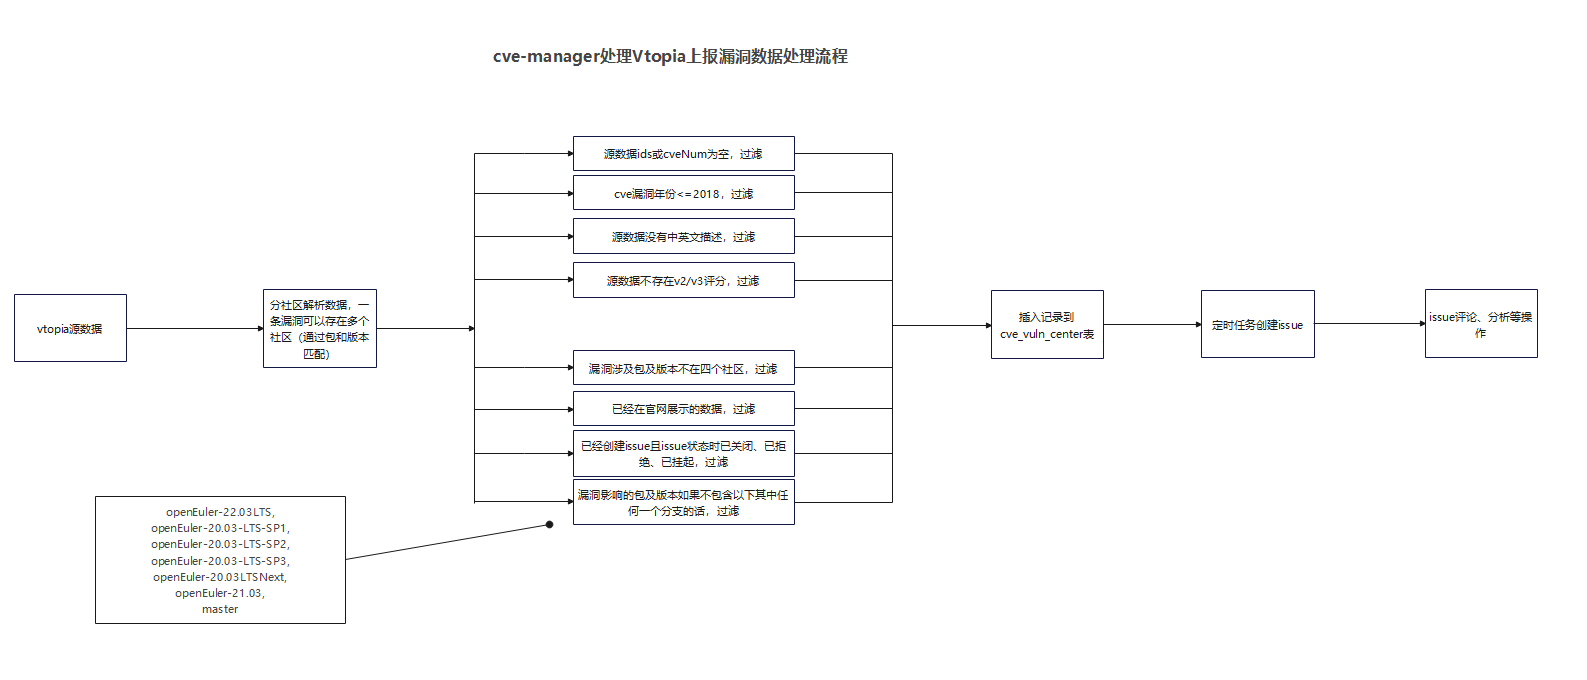 cve-manager处理Vtopia上报漏洞数据处理流程
源数据ids或cveNum为空，过滤
cve漏洞年份<=2018，过滤
源数据没有中英文描述，过滤
源数据不存在v2/v3评分，过滤
vtopia源数据
分社区解析数据，一
条漏洞可以存在多个
社区（通过包和版本
匹配）
漏洞涉及包及版本不在四个社区，过滤
已经在官网展示的数据，过滤
已经创建issue且issue状态时已关闭、已拒
绝、已挂起，过滤
漏洞影响的包及版本如果不包含以下其中任
何一个分支的话，过滤
openEuler-22.03LTS,
openEuler-20.03-LTS-SP1,
openEuler-20.03-LTS-SP2,
openEuler-20.03-LTS-SP3,
openEuler-20.03LTSNext,
openEuler-21.03,
master
插入记录到
cve_vuln_center表
定时任务创建issue
issue评论、分析等操
作